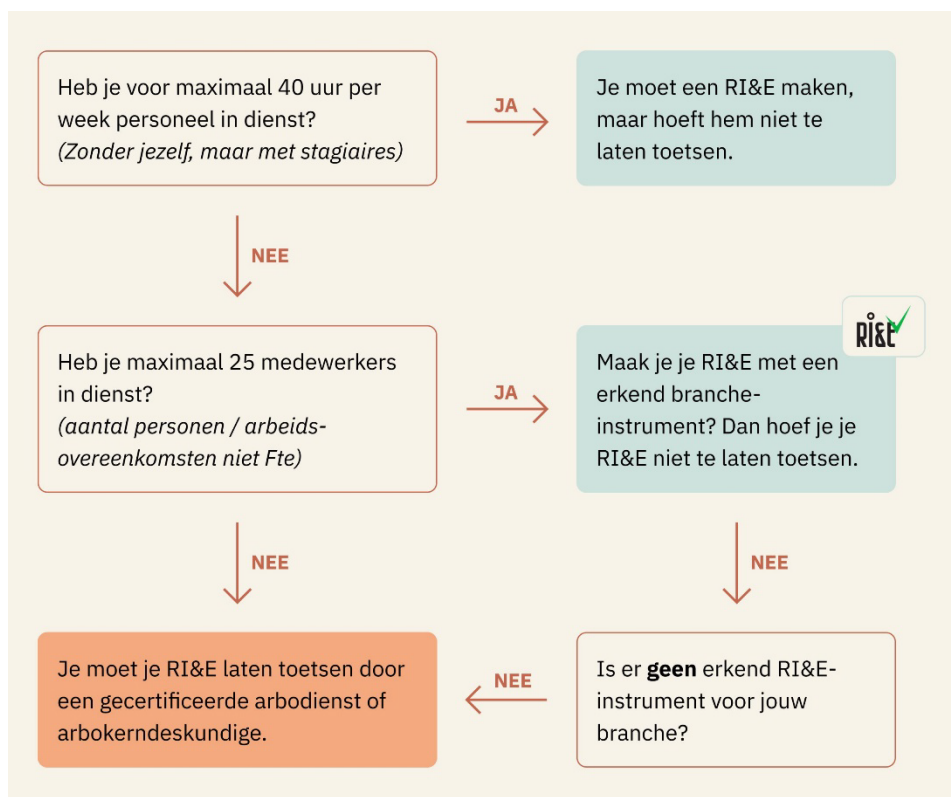 Heb je voor maximaal 40 uur per
week personeel in dienst?
(Zonder jezelf, maar met stagiaires)
JA
Je moet een RI&E maken,
maar hoeft hem niet te
laten toetsen.
NEE
Heb je maximaal 25 medewerkers
in dienst?
(aantal personen / arbeids-
overeenkomsten niet Fte)
JA
RI&E
Maak je je RI&E met een
erkend branche-
instrument? Dan hoef je je
RI&E niet te laten toetsen.
NEE
NEE
Je moet je RI&E laten toetsen door
een gecertificeerde arbodienst of
arbokerndeskundige.
NEE
Is er geen erkend RI&E-
instrument voor jouw
branche?